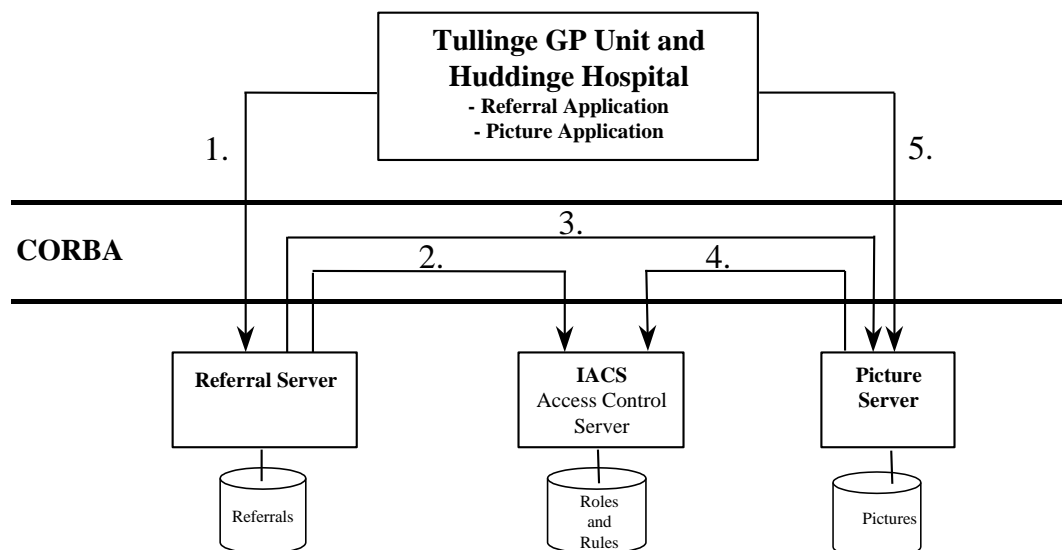 Tullinge GP Unit and
Huddinge Hospital
- Referral Application
- Picture Application
1.
5.
CORBA
3.
2.
4.
Referral Server
IACS
Access Control
Server
Picture
Server
Referrals
Roles
and
Rules
Pictures